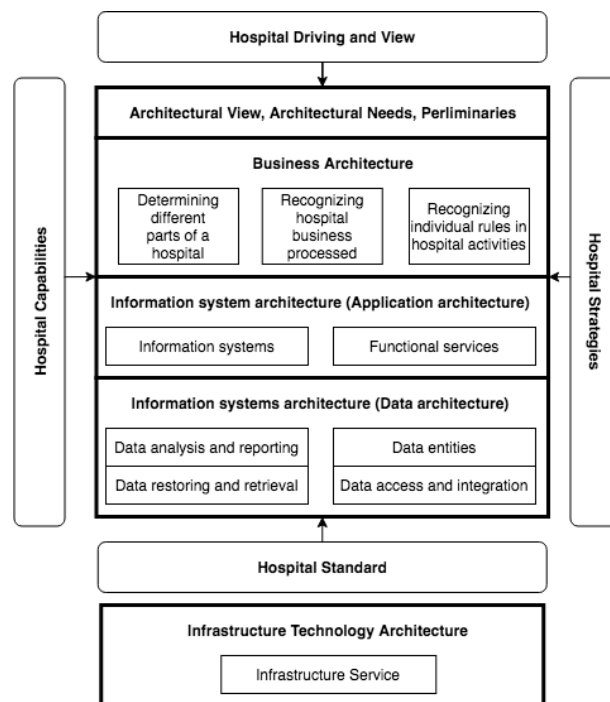 Hospital Driving and View
Hospital Capabilities
Hospital Strategies
Architectural View, Architectural Needs, Perliminaries
Business Architecture
Determining
different
parts of a
hospital
Recognizing
hospital
business
processed
Recognizing
individual rules in
hospital activities
Information system architecture (Application architecture)
Information systems
Functional services
Information systems architecture (Data architecture)
Data analysis and reporting
Data entities
Data restoring and retrieval
Data access and integration
Hospital Standard
Infrastructure Technology Architecture
Infrastructure Service